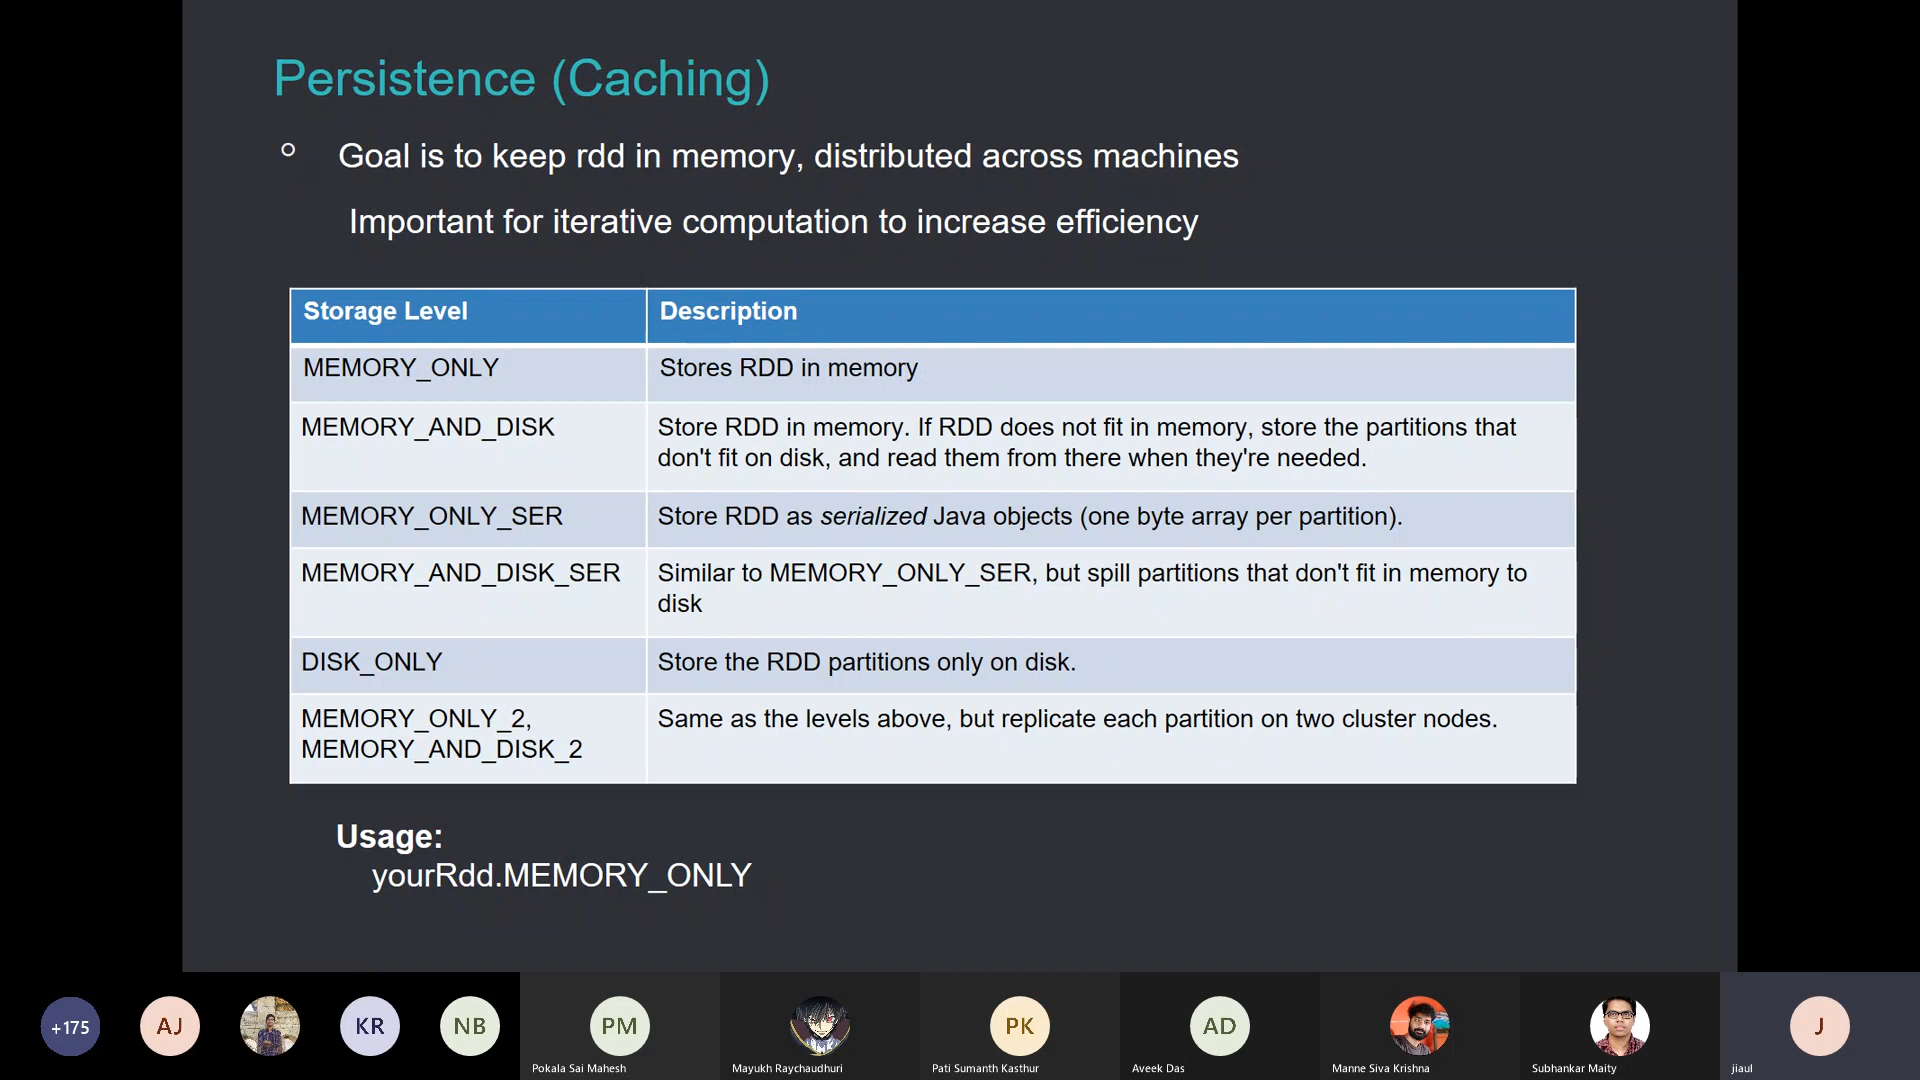 Persistence (Caching)
Goal is to keep rdd in memory, distributed across machines
Important for iterative computation to increase efficiency
Storage Level
Description
MEMORY_ONLY
Stores RDD in memory
MEMORY_AND_DISK
Store RDD in memory. If RDD does not fit in memory, store the partitions that
don't fit on disk, and read them from there when they're needed.
MEMORY_ONLY_SER
Store RDD as serialized Java objects (one byte array per partition).
MEMORY_AND_DISK_SER
Similar to MEMORY_ONLY_SER, but spill partitions that don't fit in memory to
disk
DISK_ONLY
Store the RDD partitions only on disk.
MEMORY_ONLY_2,
MEMORY_AND_DISK_2
Same as the levels above, but replicate each partition on two cluster nodes.
Usage:
yourRdd.MEMORY_ONLY
+175
AJ
KR
NB
PM
PK
AD
J
Pokala Sai Mahesh
Mayukh Raychaudhuri
Pati Sumanth Kasthur
Aveek Das
Manne Siva Krishna
Subhankar Maity
jiaul